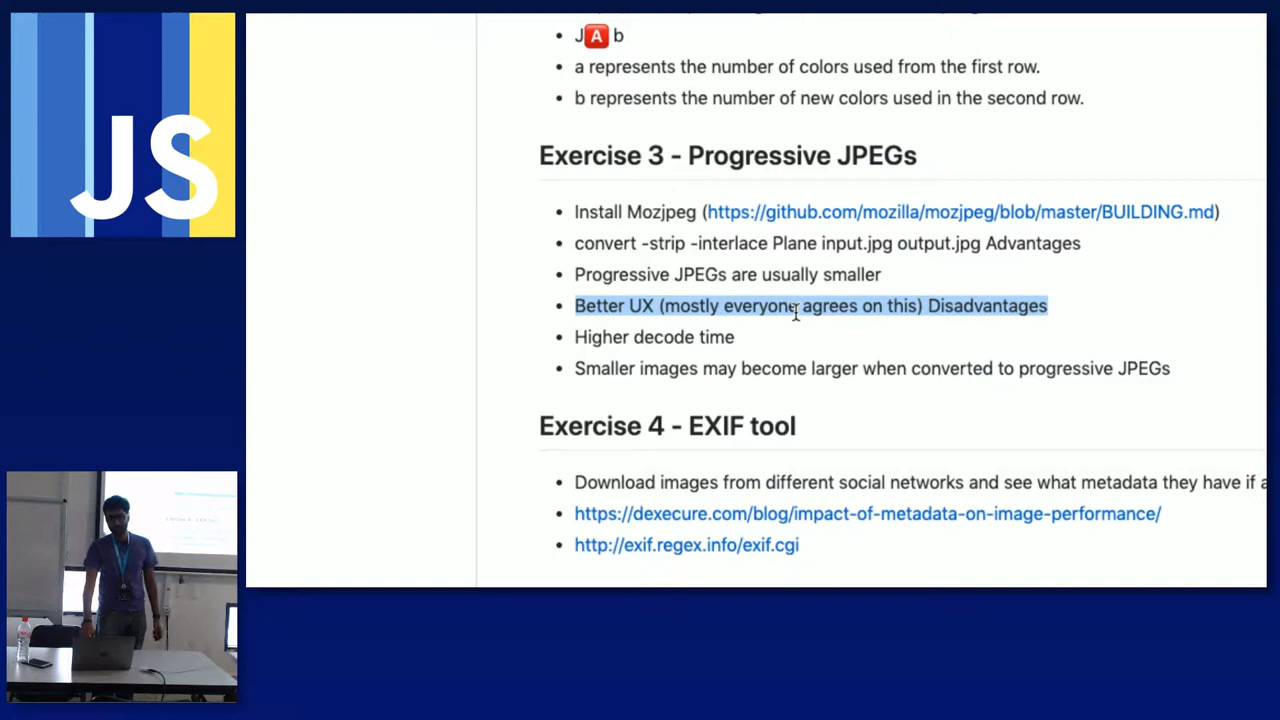 JS
J🅰️ b
a represents the number of colors used from the first row.
b represents the number of new colors used in the second row.
Exercise 3 - Progressive JPEGs
Install Mozjpeg (https://github.com/mozilla/mozjpeg/blob/master/BUILDING.md)
convert -strip -interlace Plane input.jpg output.jpg Advantages
Progressive JPEGs are usually smaller
Better UX (mostly everyone agrees on this) Disadvantages
Higher decode time
Smaller images may become larger when converted to progressive JPEGs
Exercise 4 - EXIF tool
Download images from different social networks and see what metadata they have if a
https://dexecure.com/blog/impact-of-metadata-on-image-performance/
http://exif.regex.info/exif.cgi